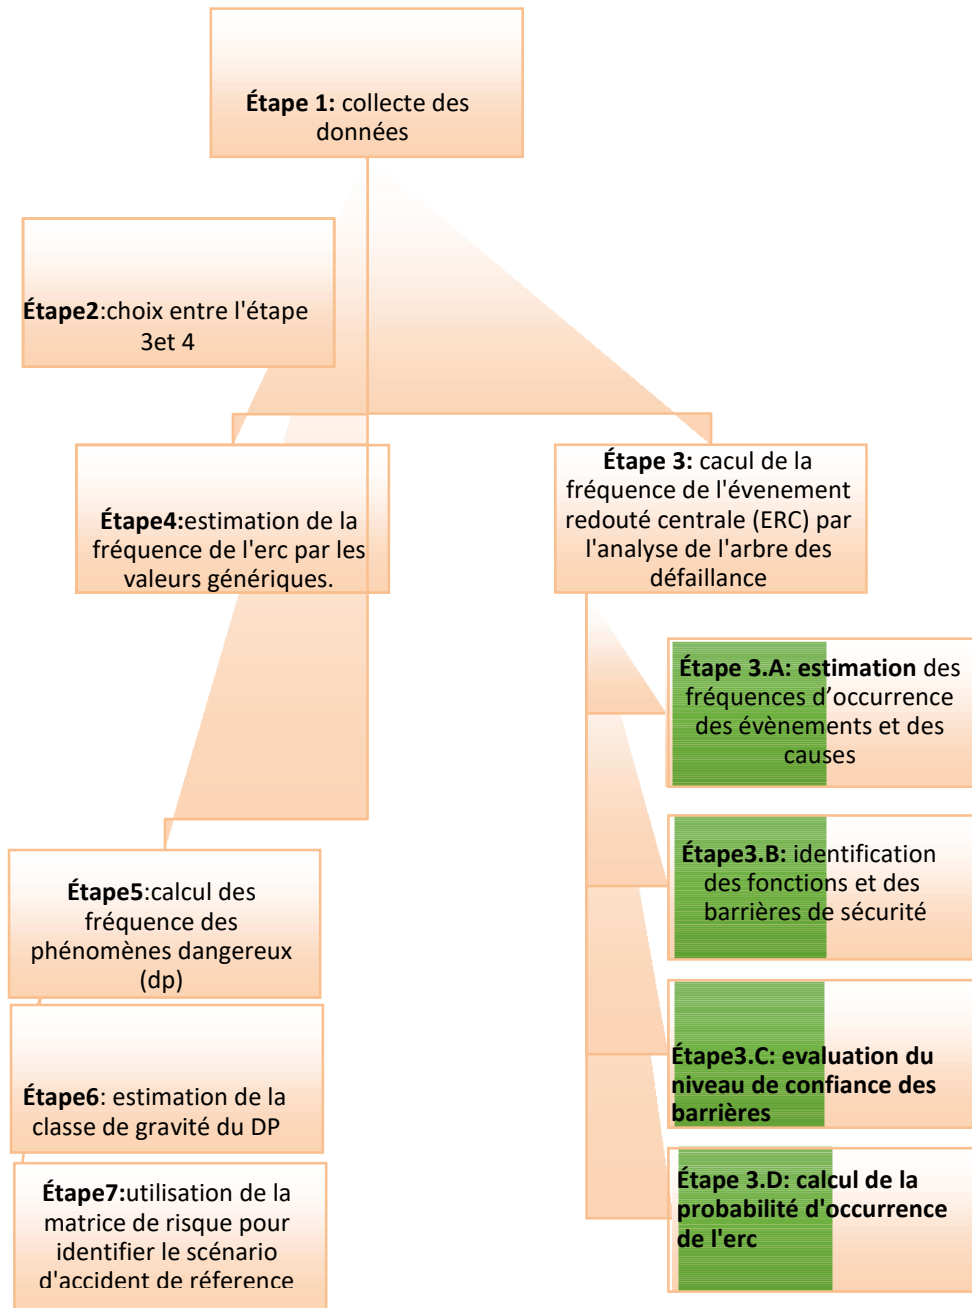 Étape 1: collecte des
données
Étape2:choix entre l'étape
3et 4
Étape4:estimation de la
fréquence de l'erc par les
valeurs génériques.
Étape 3: cacul de la
fréquence de l'évenement
redouté centrale (ERC) par
l'analyse de l'arbre des
défaillance
Étape 3.A: estimation des
fréquences d’occurrence
des évènements et des
causes
Étape3.B: identification
des fonctions et des
barrières de sécurité
Étape3.C: evaluation du
niveau de confiance des
barrières
Étape 3.D: calcul de la
probabilité d'occurrence
de l'erc
Étape5:calcul des
fréquence des
phénomènes dangereux
(dp)
Étape6: estimation de la
classe de gravité du DP
Étape7:utilisation de la
matrice de risque pour
identifier le scénario
d'accident de réference